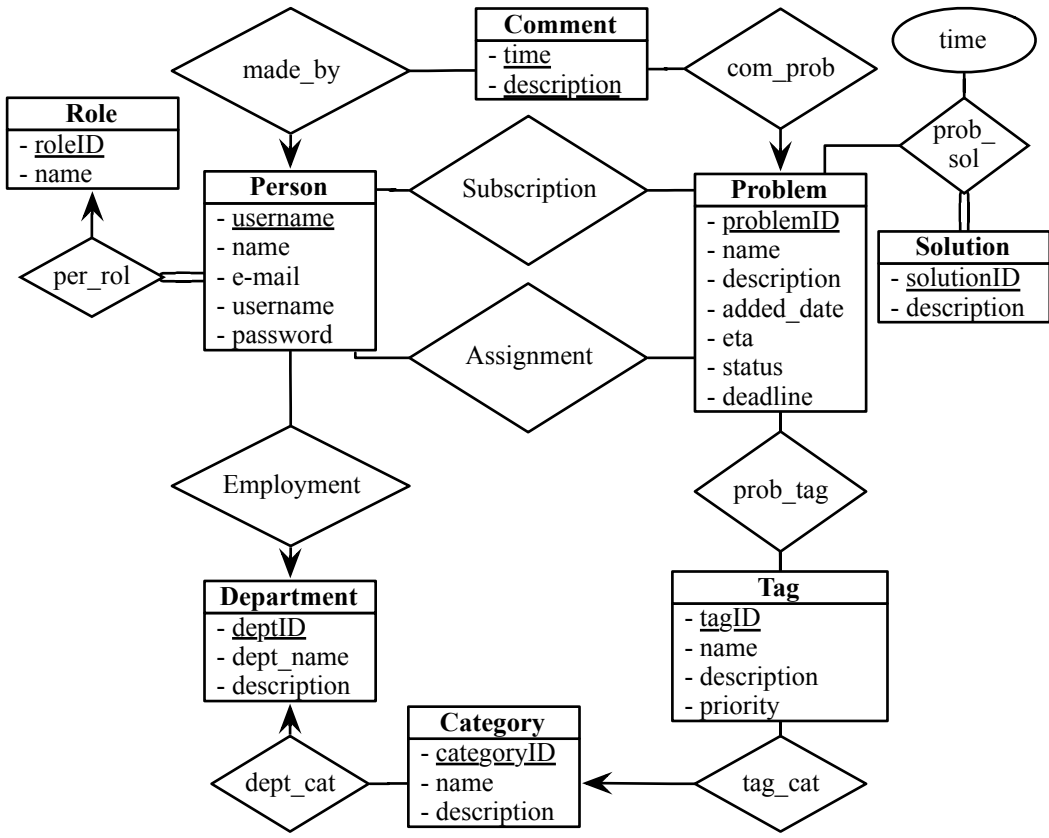 Comment
- time
- description
made_by
com_prob
time
prob_
sol
Role
- roleID
- name
per_rol
Person
- username
- name
- e-mail
- username
- password
Subscription
Assignment
Problem
- problemID
- name
- description
- added_date
- eta
- status
- deadline
Solution
- solutionID
- description
Employment
prob_tag
Department
- deptID
- dept_name
- description
Tag
- tagID
- name
- description
- priority
dept_cat
Category
- categoryID
- name
- description
tag_cat